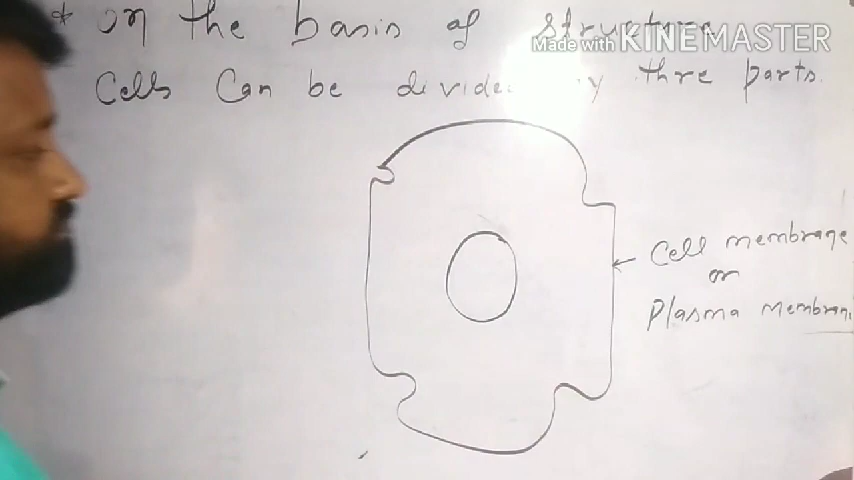 * on the basis of structure
Made with KINEMASTER
Cells Can be divided by thre parts.
Cell membrane
or
Plasma membrane